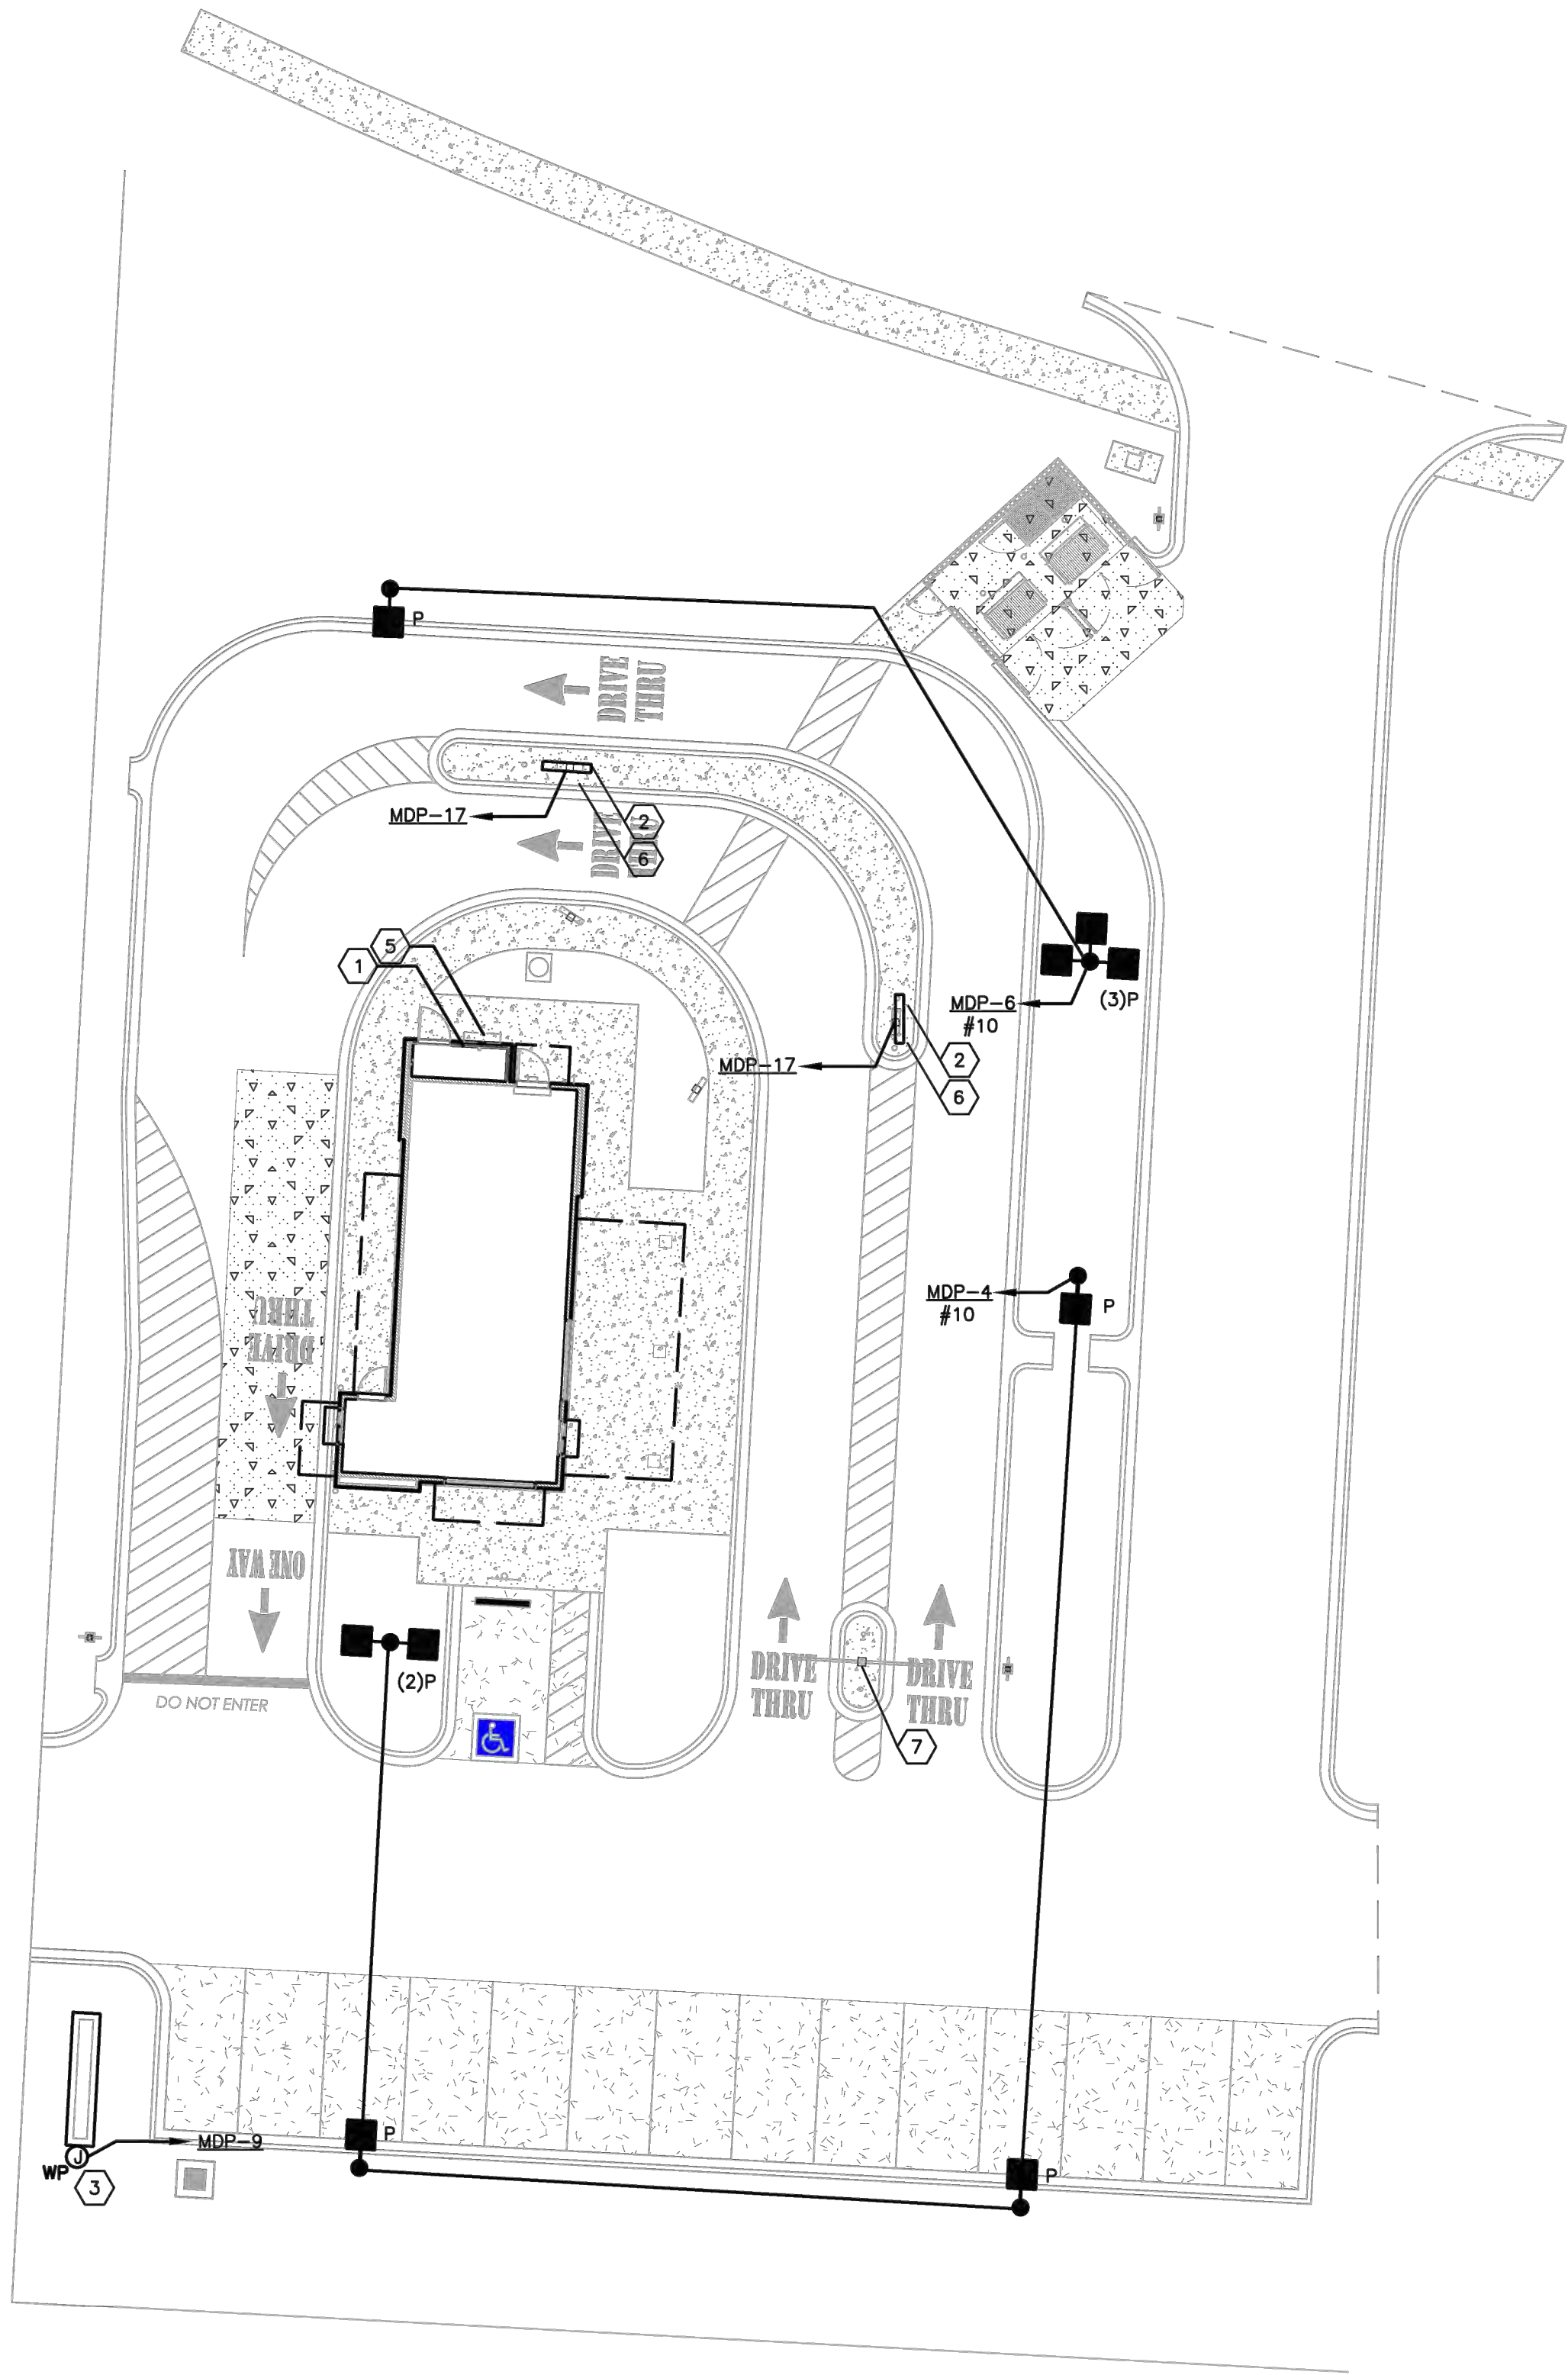 P
DRIVE
THRU
MDP-17
2
DRIVE
6
5
1
(3)P
MDP-6
#10
2
MDP-17
6
MDP-4
#10
P
DRIVE
THRU
ONE WAY
(2)P
DRIVE
THRU
DRIVE
THRU
DO NOT ENTER
7
P
MDP-9
J
WP
3
P